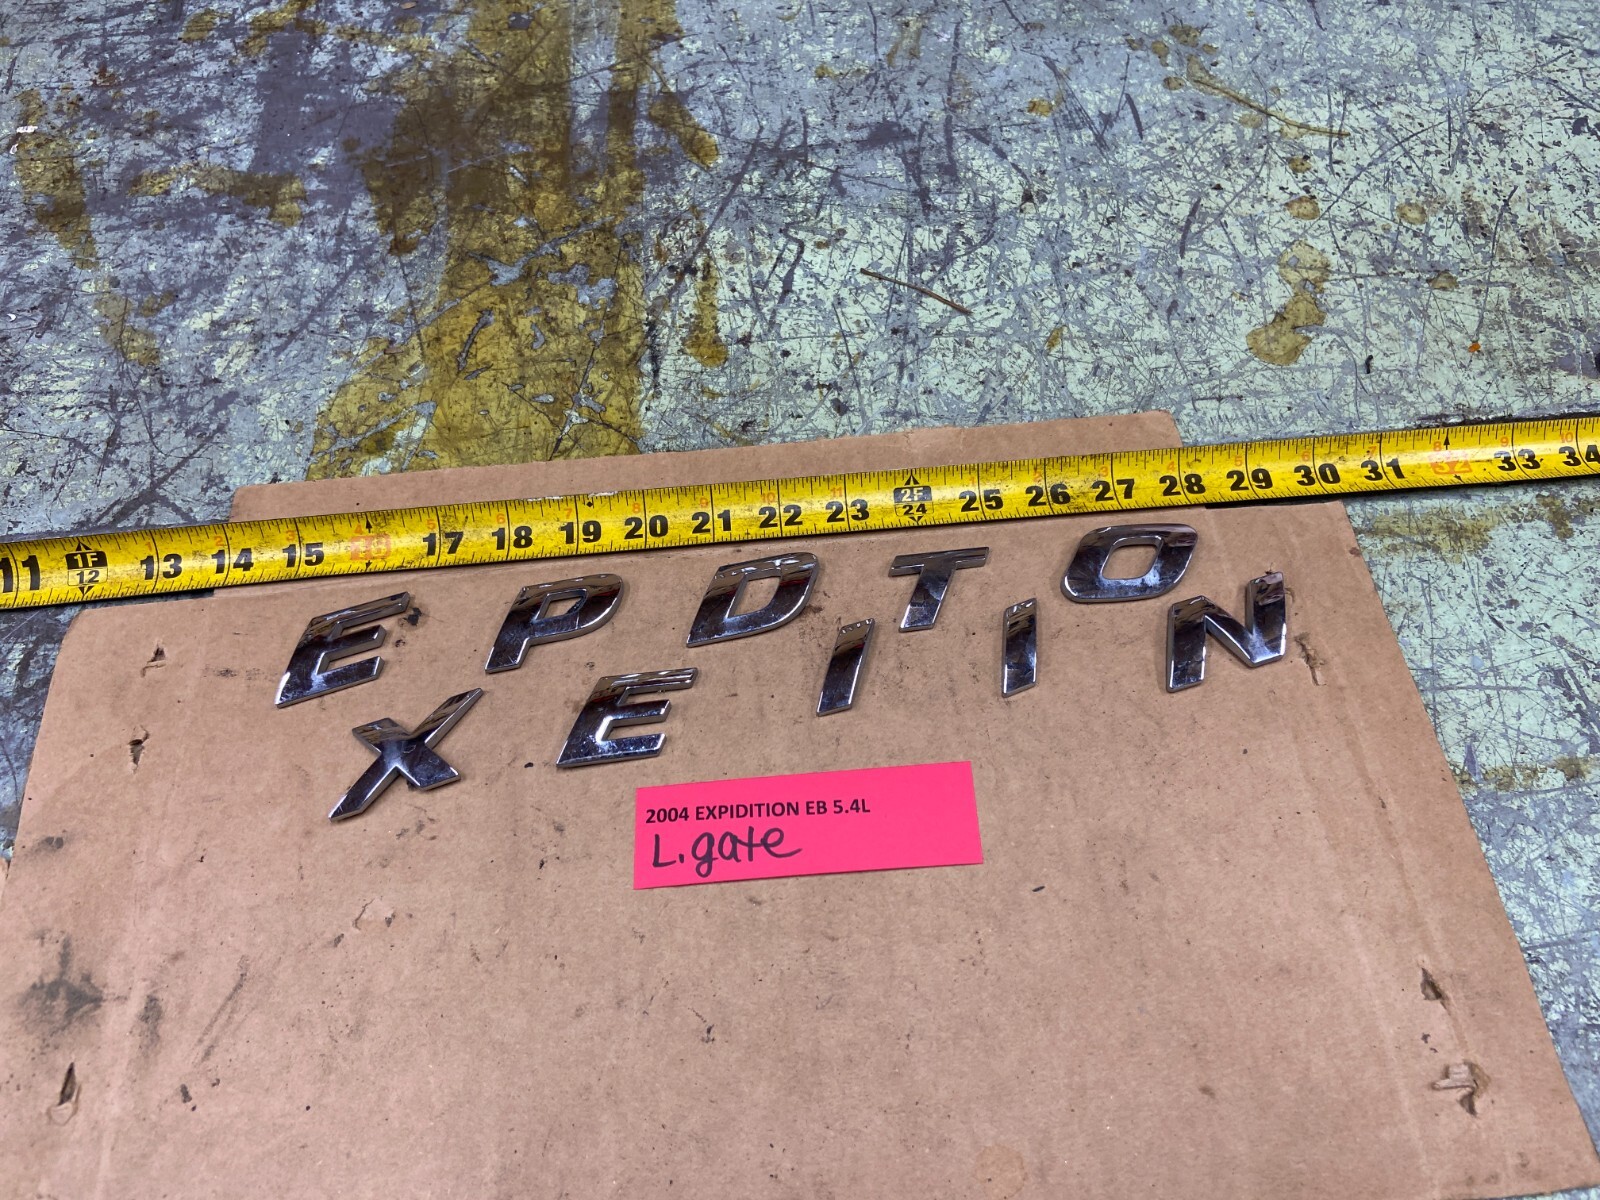 11 1F 12 13 14 15 17 18 19 20 21 22 23 2F 24 25 26 27 28 29 30 31 32 33 34
E P D T O
X E I I N
2004 EXPIDITION EB 5.4L
L.gate